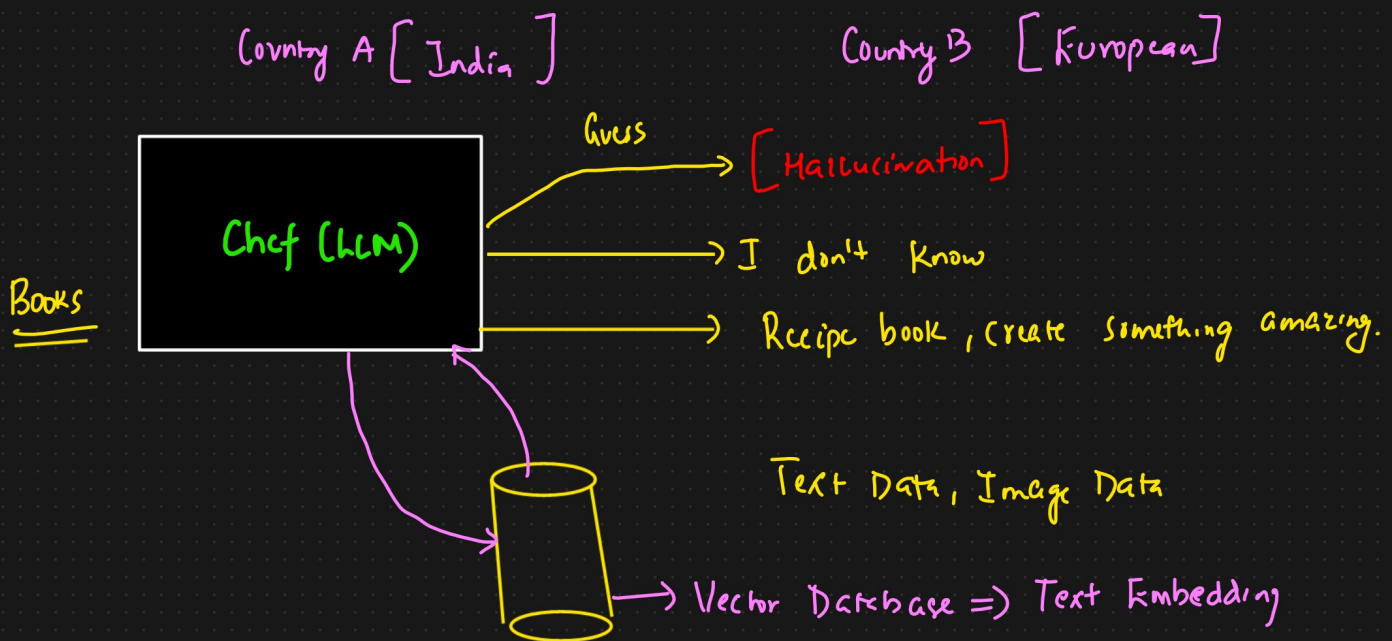 Country A [India]
Country B [European]
Guess
[Hallucination]
Chef (LLM)
I don't know
Books
Recipe book, create something amazing.
Text Data, Image Data
Vector Database => Text Embedding